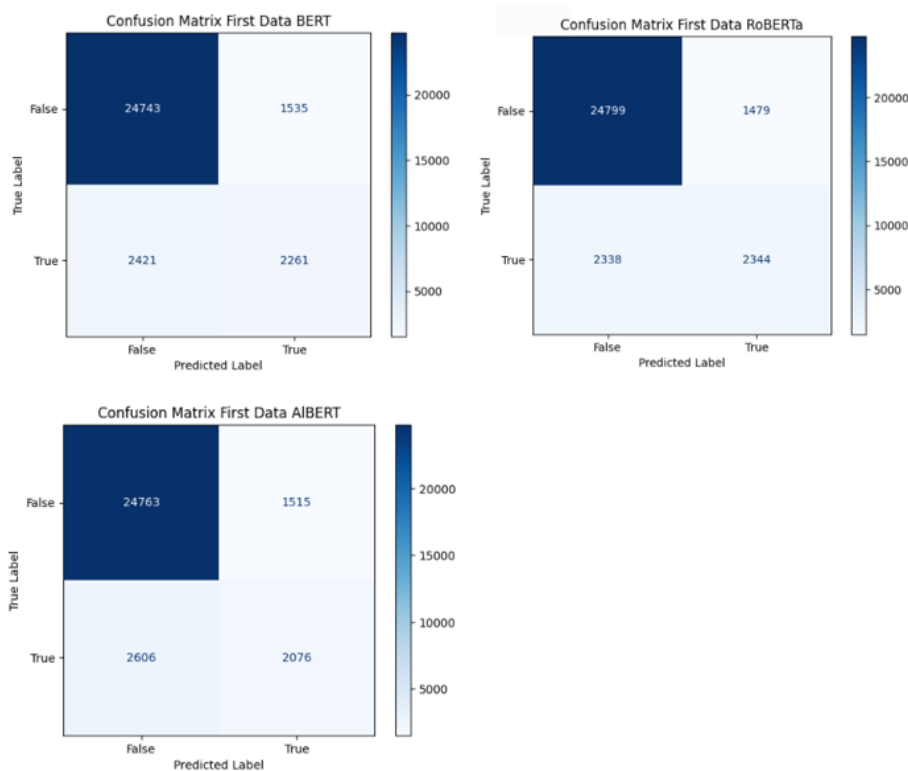 Confusion Matrix First Data BERT
False
24743
1535
True
2421
2261
False
True
Predicted Label
True Label
20000
15000
10000
5000
Confusion Matrix First Data RoBERTa
False
24799
1479
True
2338
2344
False
True
Predicted Label
True Label
20000
15000
10000
5000
Confusion Matrix First Data AlBERT
False
24763
1515
True
2606
2076
False
True
Predicted Label
True Label
20000
15000
10000
5000